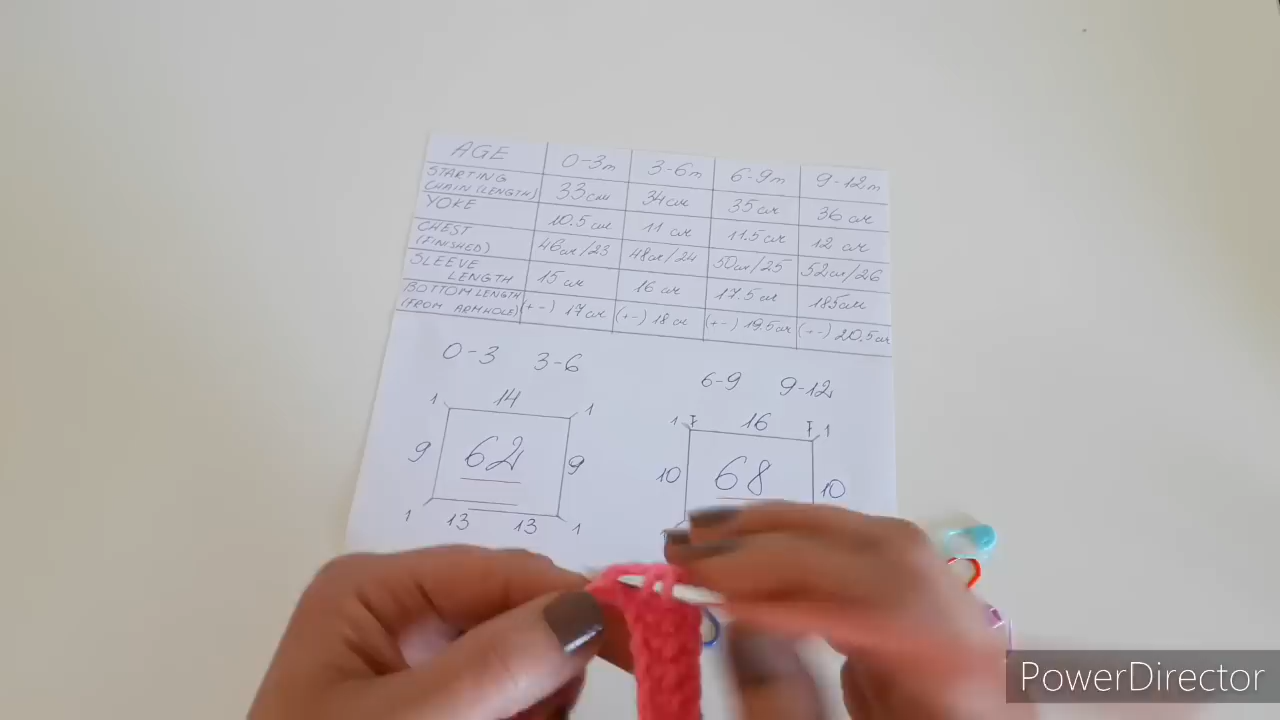 AGE 0-3m 3-6m 6-9m 9-12m
STARTING CHAIN (LENGTH) 33cm 34cm 35cm 36cm
YOKE 10.5cm 11cm 11.5cm 12cm
CHEST (FINISHED) 46cm/23 48cm/24 50cm/25 52cm/26
SLEEVE LENGTH 15cm 16cm 17.5cm 185cm
BOTTOM LENGTH (FROM ARMHOLE) (+-) 17cm (+-) 18cm (+-) 19.5cm (+-) 20.5cm
0-3 3-6
6-9 9-12
1 14 1
1 16 1
9 62 9
10 68 10
1 13 13 1
PowerDirector